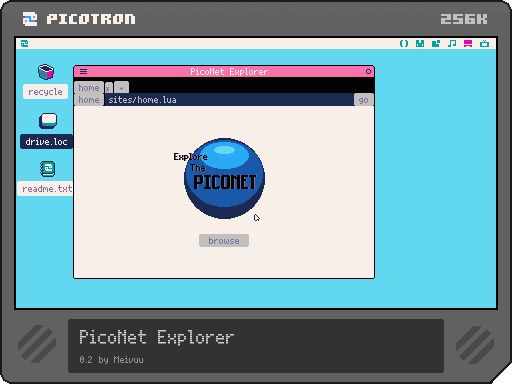 PICOTRON
256K
PicoNet Explorer
home x +
home sites/home.lua go
recycle
drive.loc
readme.txt
Explore
The
PICONET
browse
PicoNet Explorer
0.2 by Meivuu